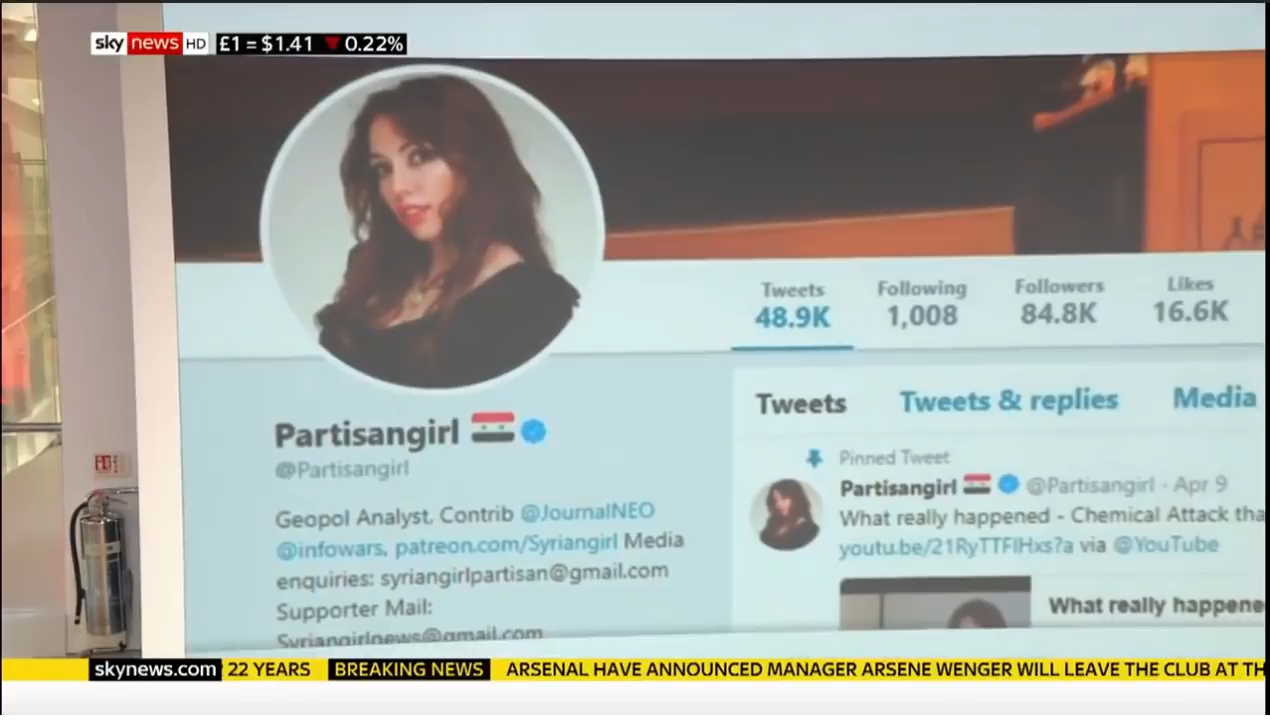 sky news HD £1 = $1.41 0.22%
Tweets Following Followers Likes
48.9K 1,008 84.8K 16.6K
Partisangirl
@Partisangirl
Geopol Analyst, Contrib @JournalNEO
@infowars, patreon.com/Syriangirl Media
enquiries: syriangirlpartisan@gmail.com
Supporter Mail:
Syriangirlnews@gmail.com
Tweets Tweets & replies Media
Pinned Tweet
Partisangirl @Partisangirl · Apr 9
What really happened - Chemical Attack tha
youtu.be/21RyTTFlHxs?a via @YouTube
What really happene
skynews.com 22 YEARS BREAKING NEWS ARSENAL HAVE ANNOUNCED MANAGER ARSENE WENGER WILL LEAVE THE CLUB AT TH